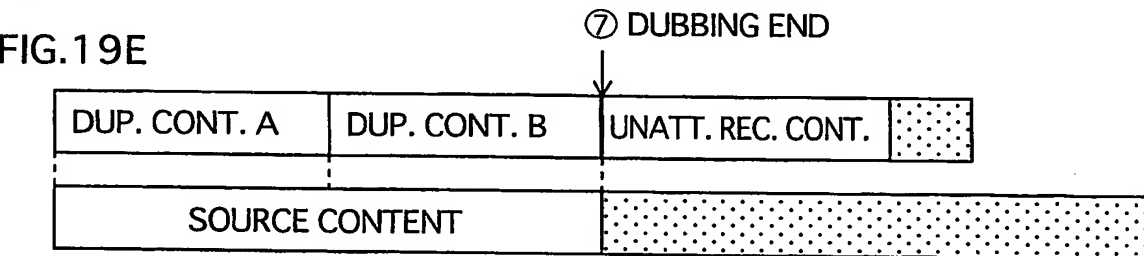 ⑦ DUBBING END
FIG.19E
DUP. CONT. A DUP. CONT. B UNATT. REC. CONT.
SOURCE CONTENT